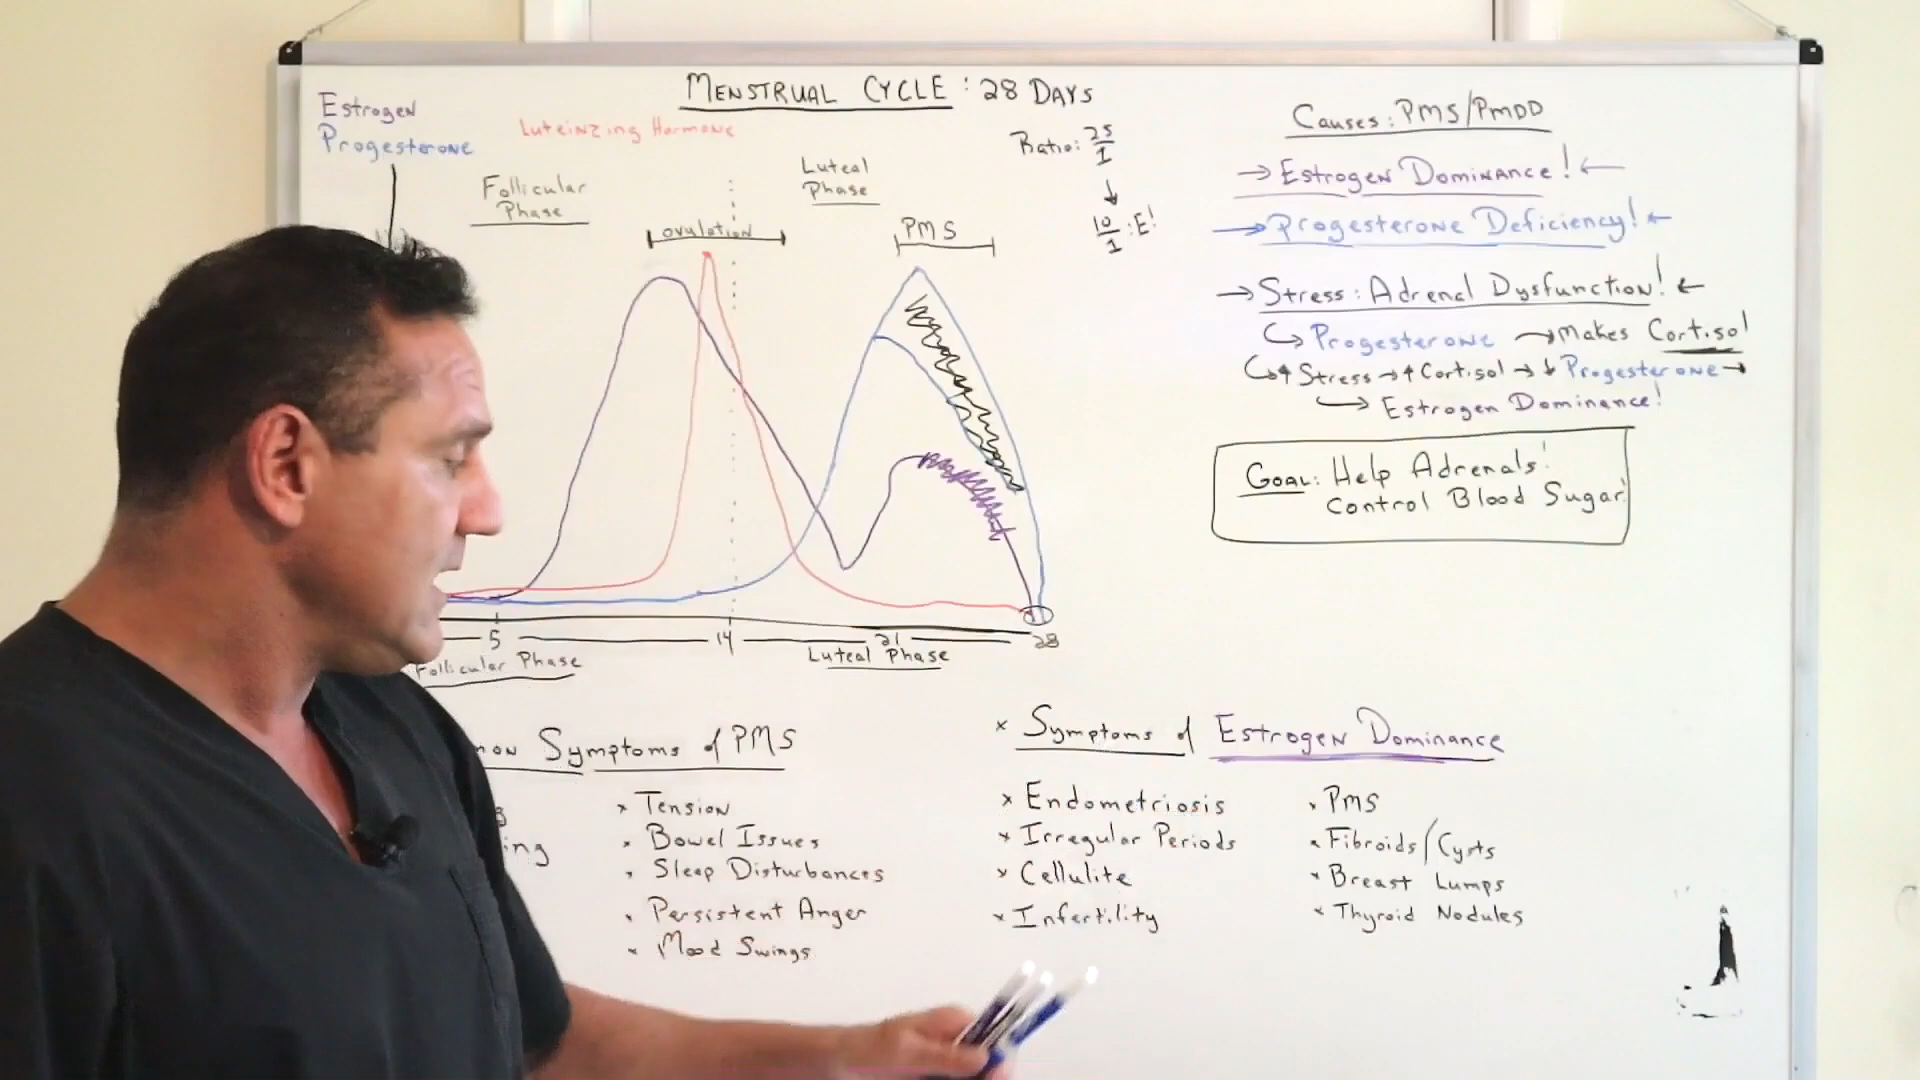 MENSTRUAL CYCLE : 28 DAYS
Estrogen
Progesterone
Luteinzing Hormone
Follicular
Phase
Luteal
Phase
ovulation
PMS
Ratio: 25/1
↓
10/1 : E!
5 14 21 28
Follicular Phase
Luteal Phase
Causes: PMS/PMDD
→ Estrogen Dominance! ←
→ Progesterone Deficiency! ←
→ Stress: Adrenal Dysfunction! ←
↪ Progesterone → Makes Cortisol
↪ ↑ Stress → ↑ Cortisol → ↓ Progesterone →
↪ Estrogen Dominance!
Goal: Help Adrenals!
Control Blood Sugar!
Symptoms of PMS
× Tension
× Bowel Issues
× Sleep Disturbances
× Persistent Anger
× Mood Swings
× Symptoms of Estrogen Dominance
× Endometriosis
× Irregular Periods
× Cellulite
× Infertility
× PMS
× Fibroids/Cysts
× Breast Lumps
× Thyroid Nodules